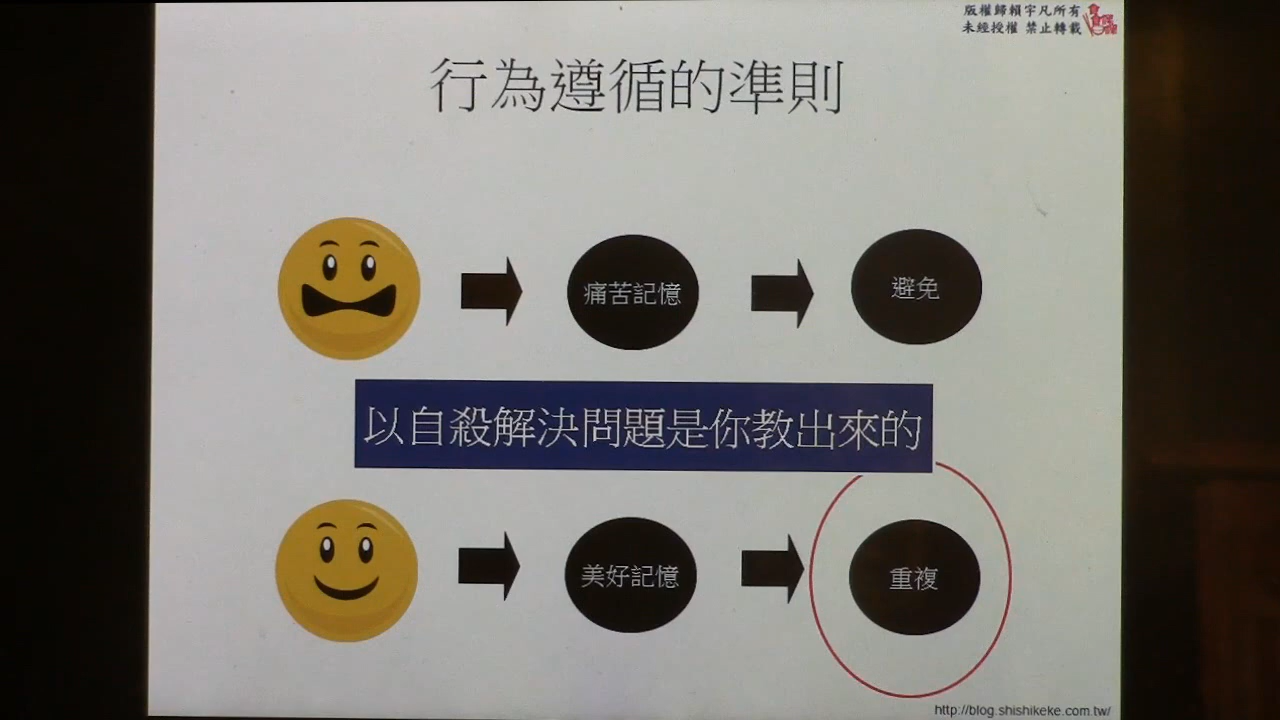 版權歸賴宇凡所有
未經授權 禁止轉載
行為遵循的準則
痛苦記憶
避免
以自殺解決問題是你教出來的
美好記憶
重複
http://blog.shishikeke.com.tw/